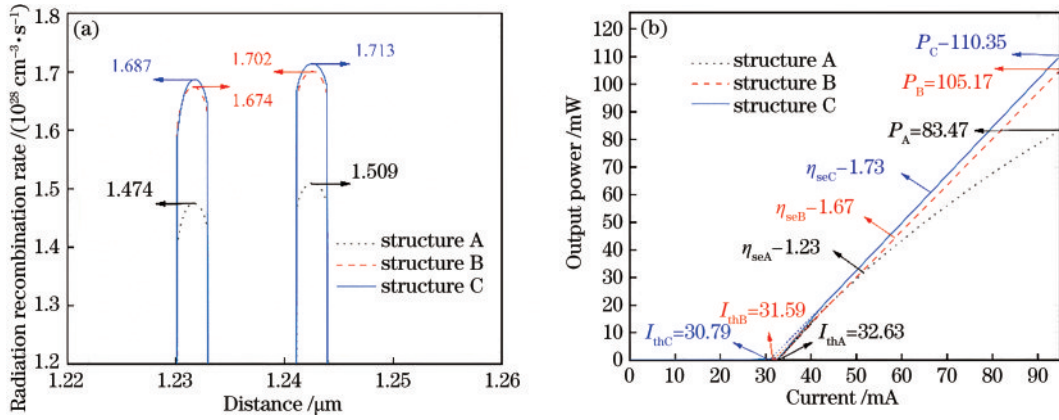 (a)
Radiation recombination rate /(10²⁸ cm⁻³·s⁻¹)
1.8
1.7
1.6
1.5
1.4
1.3
1.2
1.687
1.702
1.713
1.674
1.474
1.509
structure A
structure B
structure C
1.22
1.23
1.24
1.25
1.26
Distance /μm
(b)
Output power /mW
120
110
100
90
80
70
60
50
40
30
20
10
0
structure A
structure B
structure C
P_C−110.35
P_B=105.17
P_A=83.47
η_seC−1.73
η_seB−1.67
η_seA−1.23
I_thB=31.59
I_thC=30.79
I_thA=32.63
0
10
20
30
40
50
60
70
80
90
Current /mA